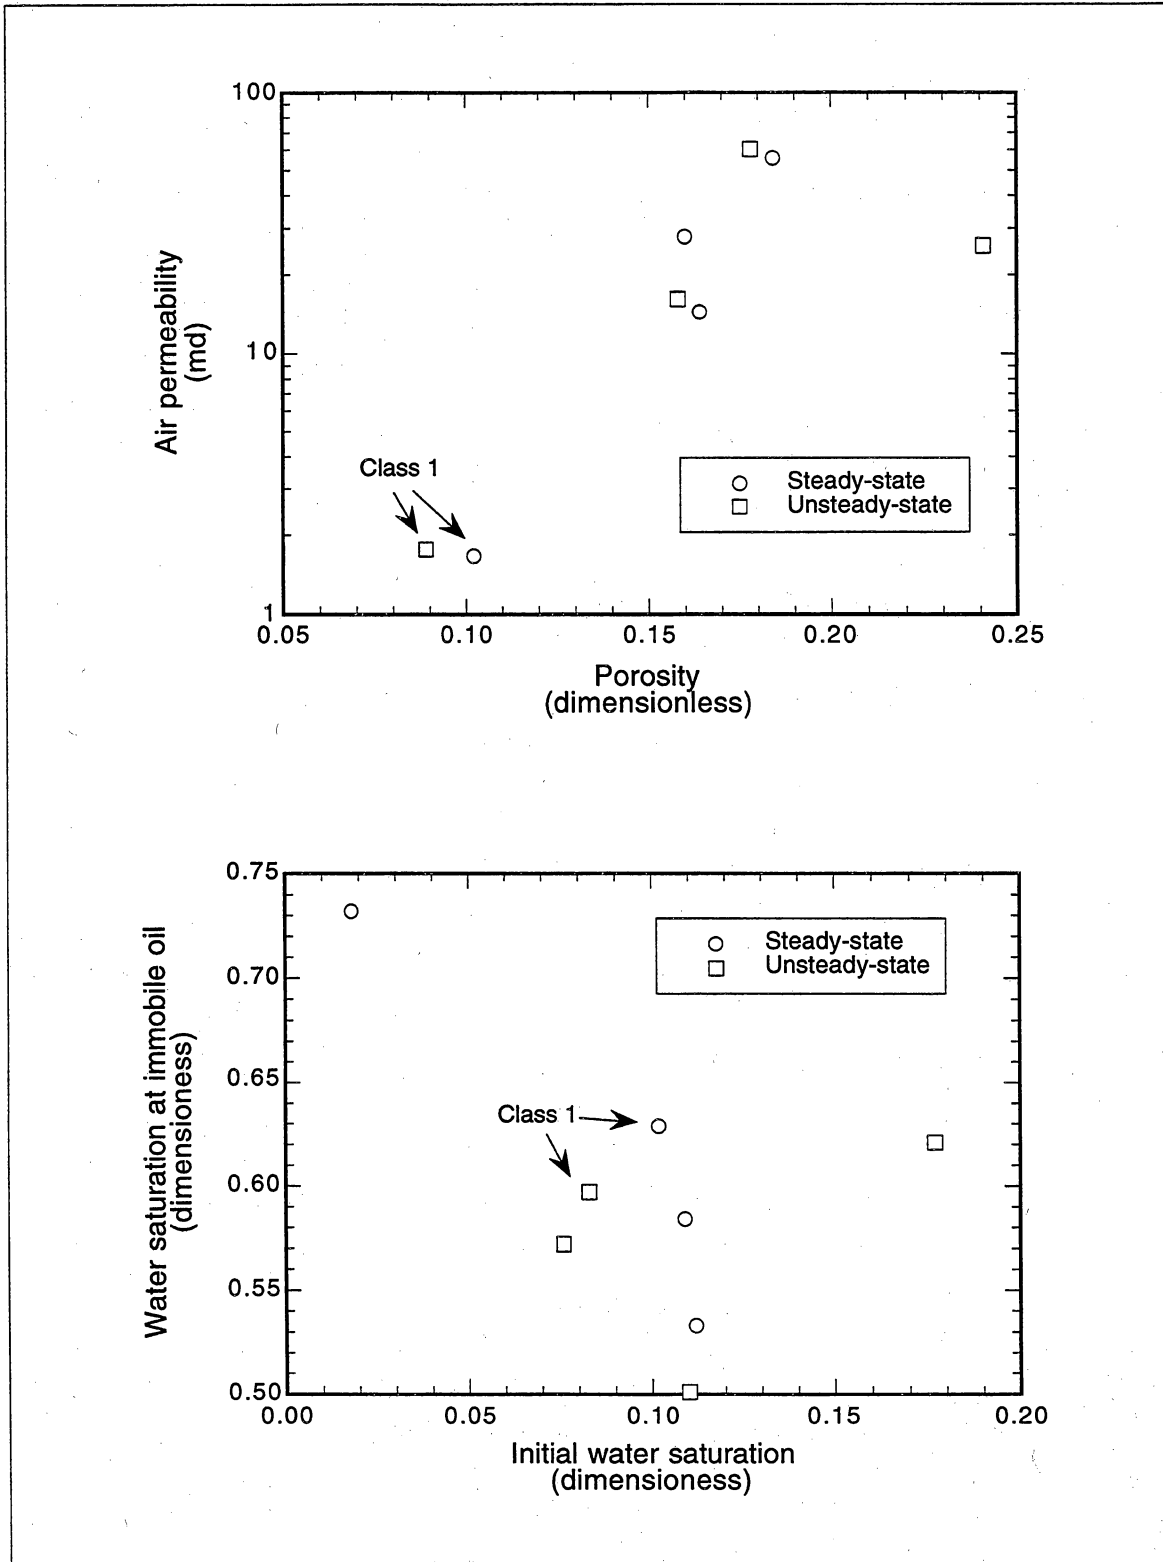 100
10
1
Air permeability
(md)
Class 1
Steady-state
Unsteady-state
0.05 0.10 0.15 0.20 0.25
Porosity
(dimensionless)
0.75
0.70
0.65
0.60
0.55
0.50
Water saturation at immobile oil
(dimensioness)
Steady-state
Unsteady-state
Class 1
0.00 0.05 0.10 0.15 0.20
Initial water saturation
(dimensioness)